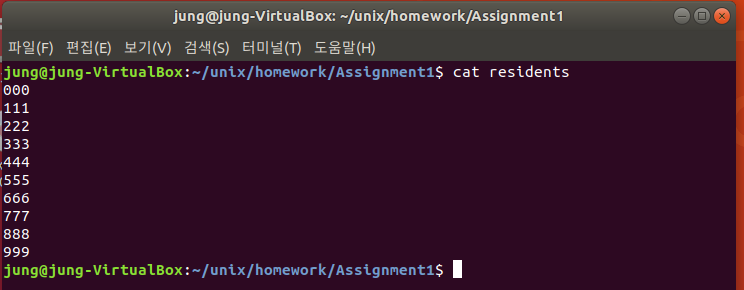 jung@jung-VirtualBox: ~/unix/homework/Assignment1
파일(F) 편집(E) 보기(V) 검색(S) 터미널(T) 도움말(H)
jung@jung-VirtualBox:~/unix/homework/Assignment1$ cat residents
000
111
222
333
444
555
666
777
888
999
jung@jung-VirtualBox:~/unix/homework/Assignment1$